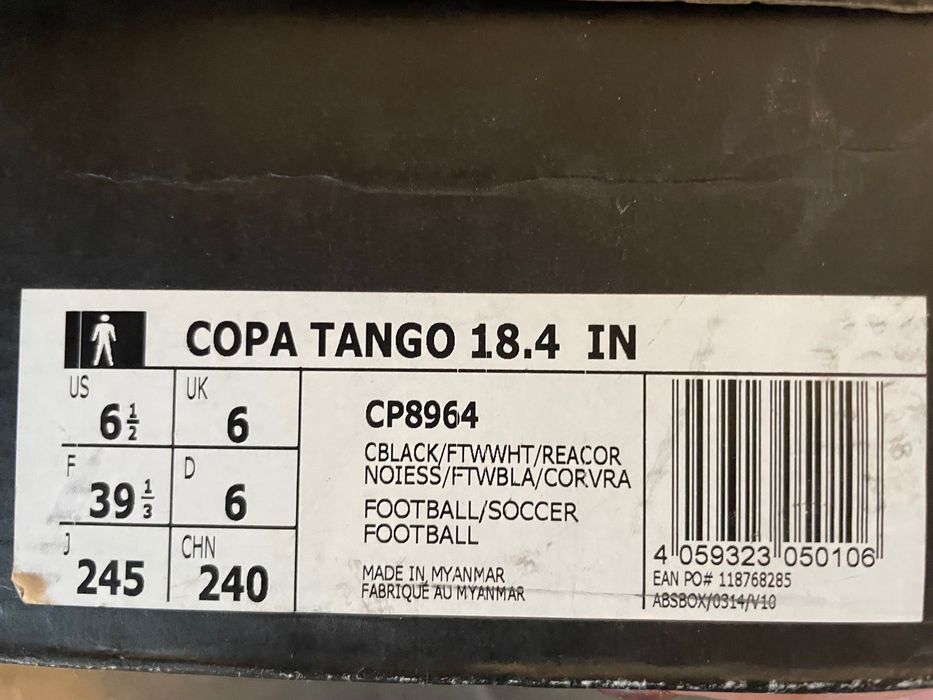 COPA TANGO 18.4 IN
US 6 1/2
UK 6
F 39 1/3
D 6
J 245
CHN 240
CP8964
CBLACK/FTWWHT/REACOR
NOIESS/FTWBLA/CORVRA
FOOTBALL/SOCCER
FOOTBALL
MADE IN MYANMAR
FABRIQUÉ AU MYANMAR
4 059323 050106
EAN PO# 118768285
ABSBOX/0314/V10